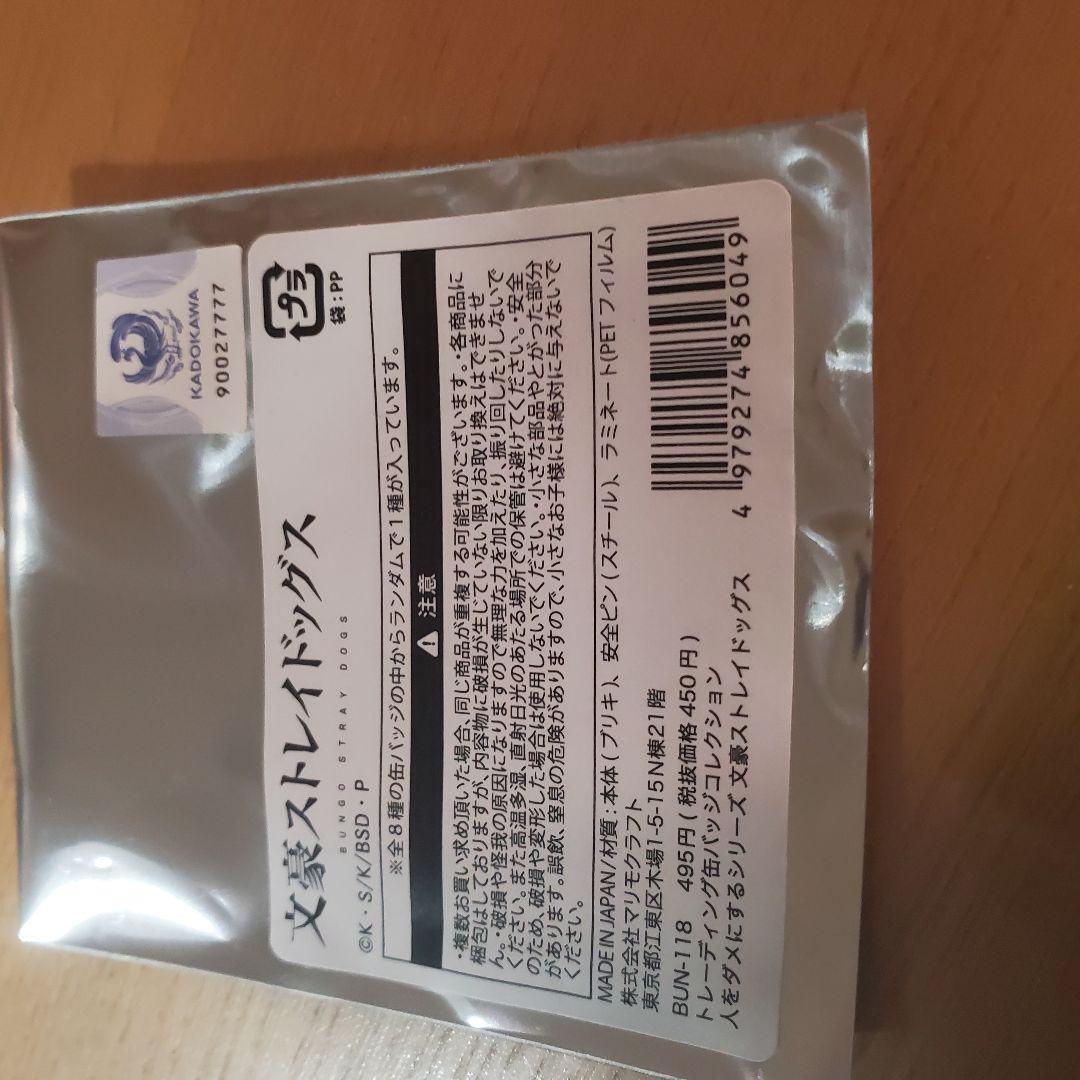 文豪ストレイドッグス
BUNGO STRAY DOGS
©K・S/K/BSD・P
KADOKAWA
90027777
プラ
袋:PP
※全8種の缶バッジの中からランダムで1種が入っています。
注意
・複数お買い求め頂いた場合、同じ商品が重複する可能性がございます。・各商品に
梱包はしておりますが、内容物に破損が生じていない限りお取り換えはできませ
ん。・破損や怪我の原因になりますので無理な力を加えたり、振り回したりしないで
ください。また高温多湿、直射日光のあたる場所での保管は避けてください。・安全
のため、破損や変形した場合は使用しないでください。・小さな部品やとがった部分
があります。誤飲、窒息の危険がありますので、小さなお子様には絶対に与えないで
ください。
MADE IN JAPAN/材質:本体(ブリキ)、安全ピン(スチール)、ラミネート(PETフィルム)
株式会社マリモクラフト
東京都江東区木場1-5-15N棟21階
BUN-118 495円(税抜価格450円)
トレーディング缶バッジコレクション
人をダメにするシリーズ 文豪ストレイドッグス
4 979274 856049